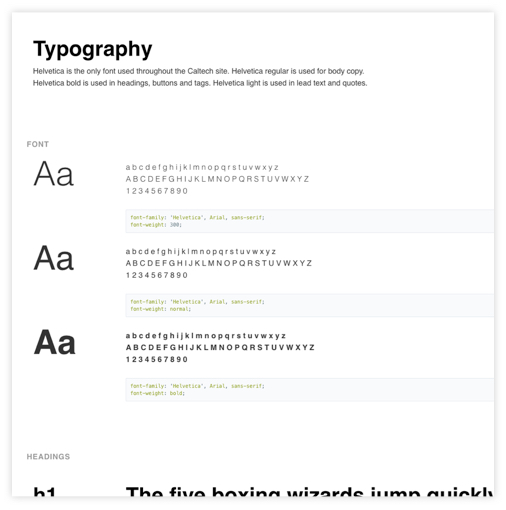 Typography
Helvetica is the only font used throughout the Caltech site. Helvetica regular is used for body copy.
Helvetica bold is used in headings, buttons and tags. Helvetica light is used in lead text and quotes.
FONT
Aa
a b c d e f g h i j k l m n o p q r s t u v w x y z
A B C D E F G H I J K L M N O P Q R S T U V W X Y Z
1 2 3 4 5 6 7 8 9 0
font-family: 'Helvetica', Arial, sans-serif;
font-weight: 300;
Aa
a b c d e f g h i j k l m n o p q r s t u v w x y z
A B C D E F G H I J K L M N O P Q R S T U V W X Y Z
1 2 3 4 5 6 7 8 9 0
font-family: 'Helvetica', Arial, sans-serif;
font-weight: normal;
Aa
a b c d e f g h i j k l m n o p q r s t u v w x y z
A B C D E F G H I J K L M N O P Q R S T U V W X Y Z
1 2 3 4 5 6 7 8 9 0
font-family: 'Helvetica', Arial, sans-serif;
font-weight: bold;
HEADINGS
h1 The five boxing wizards jump quickly